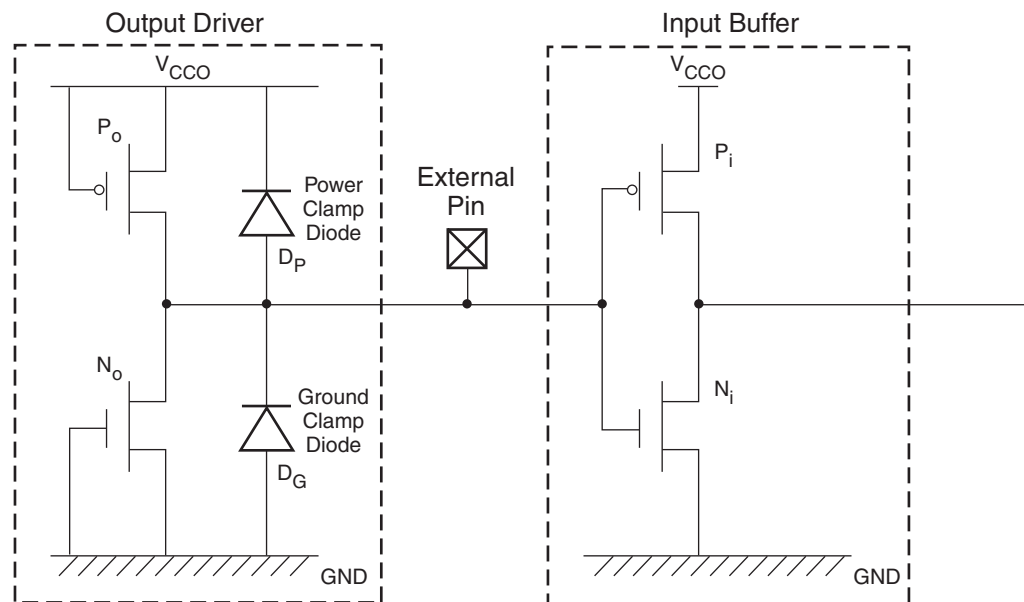 Output Driver
Input Buffer
VCCO
VCCO
Po
Pi
Power
Clamp
Diode
DP
External
Pin
No
Ni
Ground
Clamp
Diode
DG
GND
GND